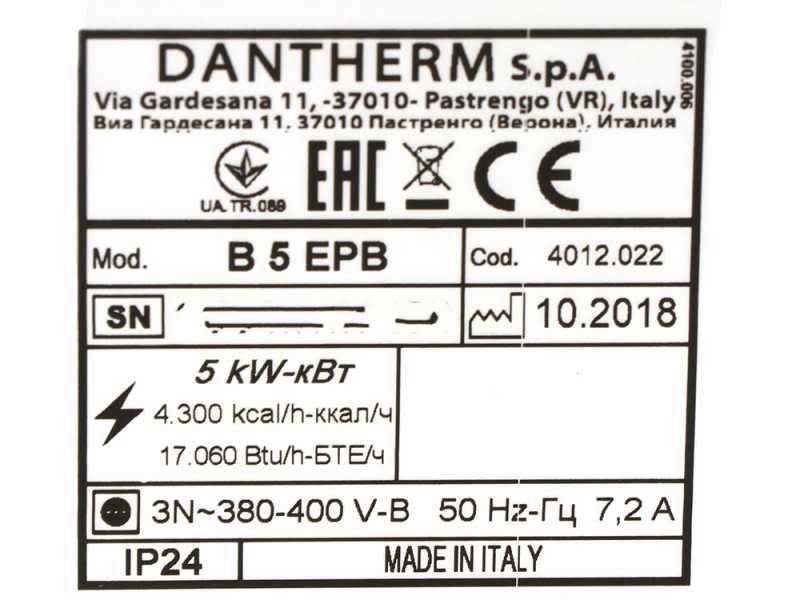 DANTHERM S.p.A.
4100.006
Via Gardesana 11, -37010- Pastrengo (VR), Italy
Виа Гардесана 11, 37010 Пастренго (Верона), Италия
UA.TR.089 EAC CE
Mod. B 5 EPB Cod. 4012.022
SN 10.2018
5 kW-кВт
4.300 kcal/h-ккал/ч
17.060 Btu/h-БТЕ/ч
3N~380-400 V-В 50 Hz-Гц 7,2 A
IP24 MADE IN ITALY